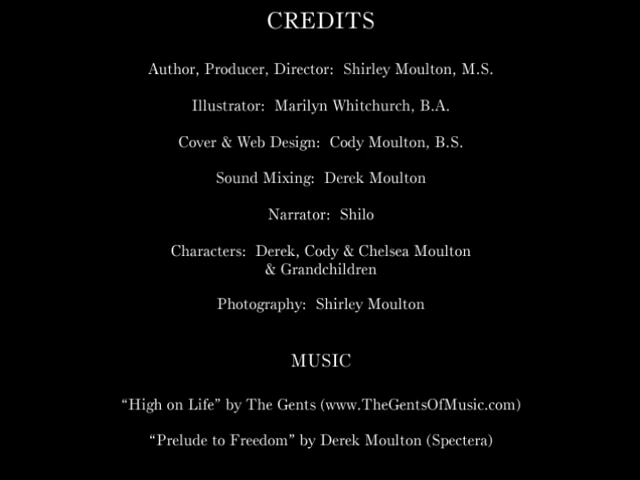 CREDITS
Author, Producer, Director: Shirley Moulton, M.S.
Illustrator: Marilyn Whitchurch, B.A.
Cover & Web Design: Cody Moulton, B.S.
Sound Mixing: Derek Moulton
Narrator: Shilo
Characters: Derek, Cody & Chelsea Moulton
& Grandchildren
Photography: Shirley Moulton
MUSIC
“High on Life” by The Gents (www.TheGentsOfMusic.com)
“Prelude to Freedom” by Derek Moulton (Spectera)